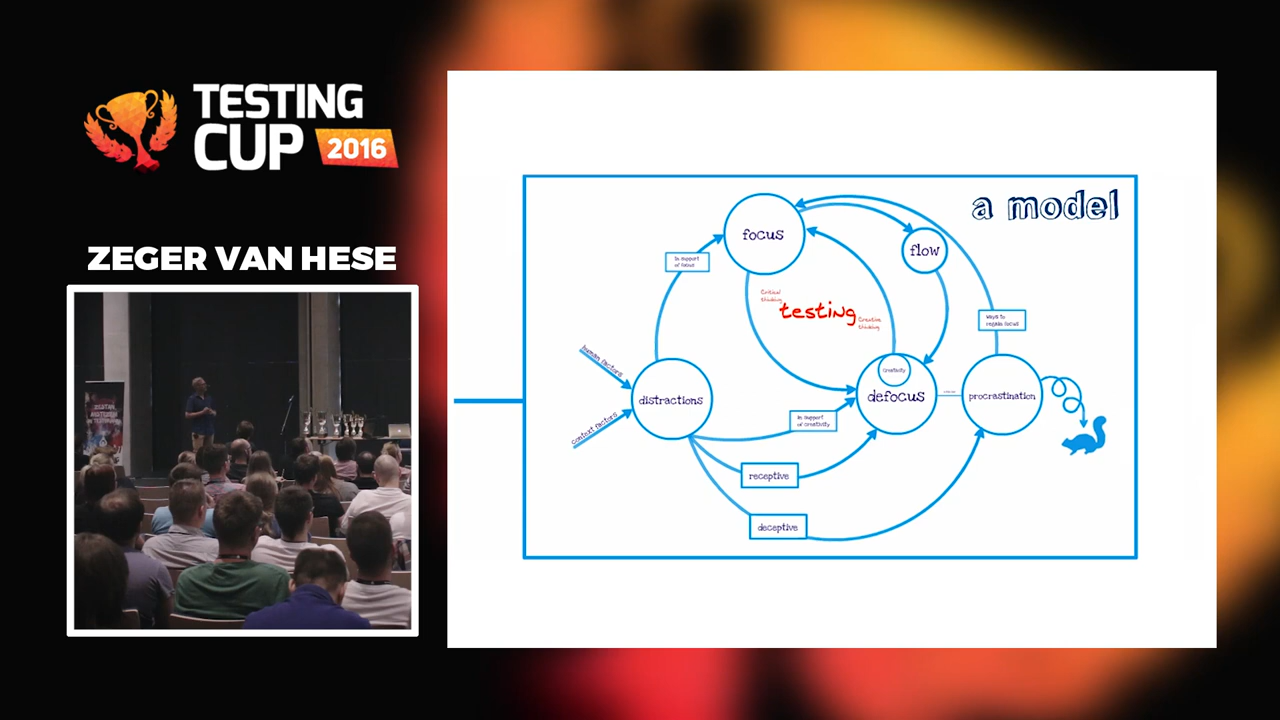 TESTING
CUP 2016
ZEGER VAN HESE
a model
focus
flow
In support
of focus
Critical
thinking
testing
Creative
thinking
Ways to
regain focus
human factors
context factors
distractions
creativity
defocus
procrastination
In support
of creativity
receptive
deceptive